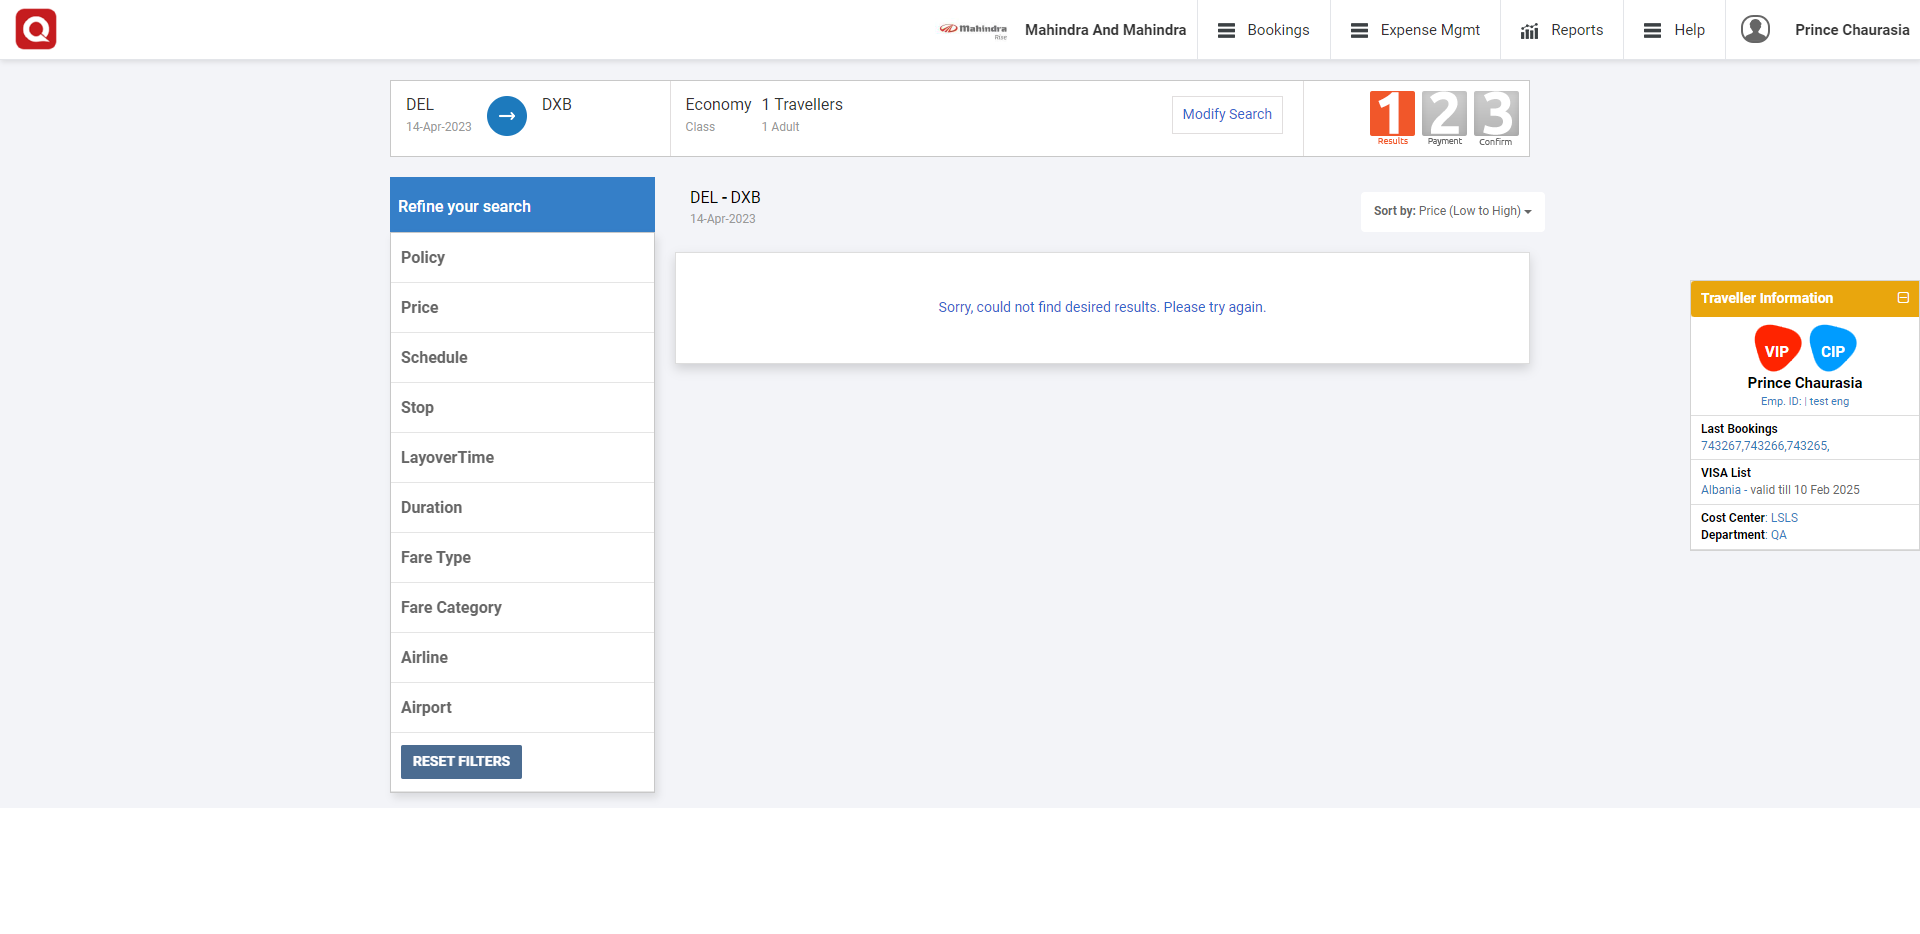 Q
Mahindra
Rise
Mahindra And Mahindra
Bookings
Expense Mgmt
Reports
Help
Prince Chaurasia
DEL
14-Apr-2023
DXB
Economy
Class
1 Travellers
1 Adult
Modify Search
1
Results
2
Payment
3
Confirm
Refine your search
Policy
Price
Schedule
Stop
LayoverTime
Duration
Fare Type
Fare Category
Airline
Airport
RESET FILTERS
DEL - DXB
14-Apr-2023
Sort by: Price (Low to High)
Sorry, could not find desired results. Please try again.
Traveller Information
VIP
CIP
Prince Chaurasia
Emp. ID: | test eng
Last Bookings
743267,743266,743265,
VISA List
Albania - valid till 10 Feb 2025
Cost Center: LSLS
Department: QA